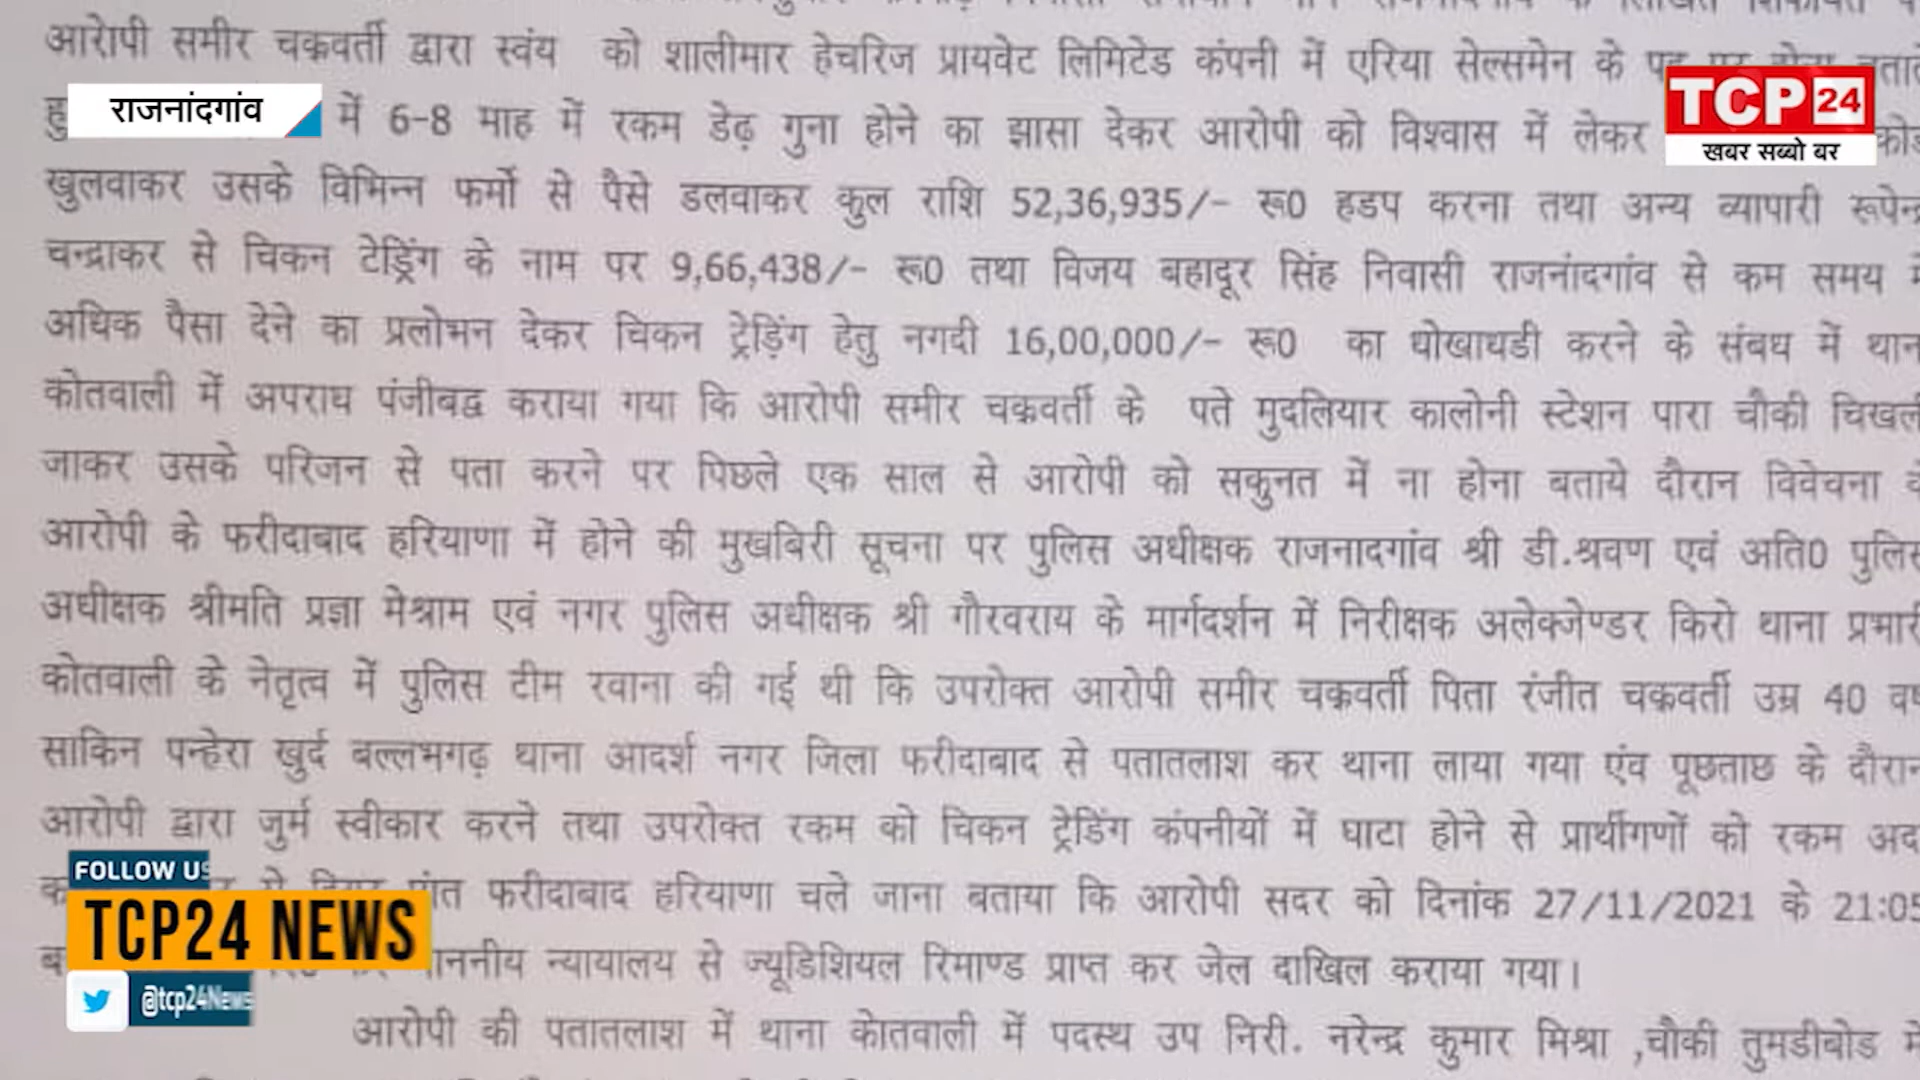 आरोपी समीर चक्रवर्ती द्वारा स्वंय को शालीमार हेचरिज प्रायवेट लिमिटेड कंपनी में एरिया सेल्समेन के
राजनांदगांव
में 6-8 माह में रकम डेढ़ गुना होने का झासा देकर आरोपी को विश्वास में लेकर
TCP 24
खबर सब्बो बर
खुलवाकर उसके विभिन्न फर्मो से पैसे डलवाकर कुल राशि 52,36,935/- रू0 हडप करना तथा अन्य व्यापारी रूपेन्द्र
चन्द्राकर से चिकन टेड्रिंग के नाम पर 9,66,438/- रू0 तथा विजय बहादूर सिंह निवासी राजनांदगांव से कम समय
अधिक पैसा देने का प्रलोभन देकर चिकन ट्रेड़िंग हेतु नगदी 16,00,000/- रू0 का धोखाधडी करने के संबध में
कोतवाली में अपराध पंजीबद्व कराया गया कि आरोपी समीर चक्रवर्ती के पते मुदलियार कालोनी स्टेशन पारा चौकी
जाकर उसके परिजन से पता करने पर पिछले एक साल से आरोपी को सकुनत में ना होना बताये दौरान विवेचना
आरोपी के फरीदाबाद हरियाणा में होने की मुखबिरी सूचना पर पुलिस अधीक्षक राजनादगांव श्री डी.श्रवण एवं अति0 पुलिस
अधीक्षक श्रीमति प्रज्ञा मेश्राम एवं नगर पुलिस अधीक्षक श्री गौरवराय के मार्गदर्शन में निरीक्षक अलेक्जेण्डर किरो थाना
कोतवाली के नेतृत्व में पुलिस टीम रवाना की गई थी कि उपरोक्त आरोपी समीर चक्रवर्ती पिता रंजीत चक्रवर्ती उम्र 40
साकिन पन्हेरा खुर्द बल्लभगढ़ थाना आदर्श नगर जिला फरीदाबाद से पतातलाश कर थाना लाया गया एंव पूछताछ के दौरान
आरोपी द्वारा जुर्म स्वीकार करने तथा उपरोक्त रकम को चिकन ट्रेडिंग कंपनीयों में घाटा होने से प्रार्थीगणों को रकम
FOLLOW US
फरीदाबाद हरियाणा चले जाना बताया कि आरोपी सदर को दिनांक 27/11/2021 के 21:05
TCP24 NEWS
न्यायालय से ज्यूडिशियल रिमाण्ड प्राप्त कर जेल दाखिल कराया गया।
@tcp24News
आरोपी की पतातलाश में थाना केातवाली में पदस्थ उप निरी. नरेन्द्र कुमार मिश्रा ,चौकी तुमडीबोड